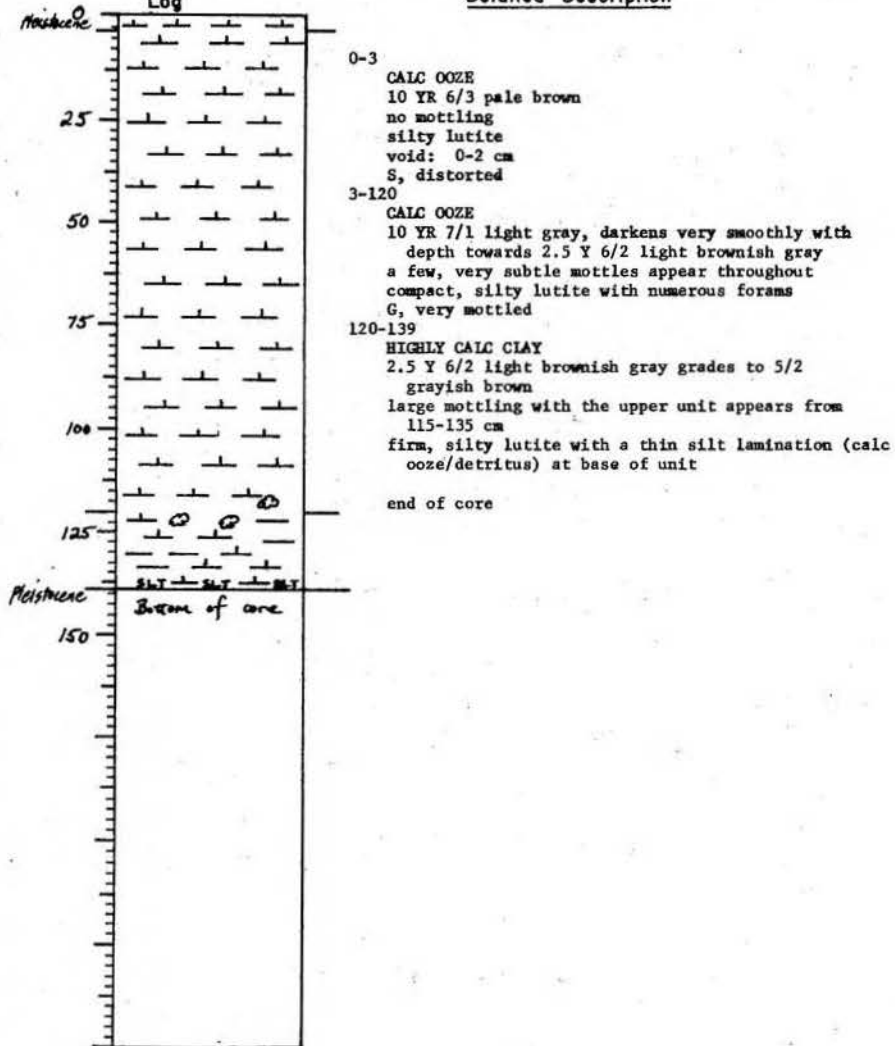 Log
Pleistocene
0
25
50
75
100
125
Pleistocene
150
SLT SLT SLT
Bottom of core
Detailed Description
0-3
CALC OOZE
10 YR 6/3 pale brown
no mottling
silty lutite
void: 0-2 cm
S, distorted
3-120
CALC OOZE
10 YR 7/1 light gray, darkens very smoothly with
depth towards 2.5 Y 6/2 light brownish gray
a few, very subtle mottles appear throughout
compact, silty lutite with numerous forams
G, very mottled
120-139
HIGHLY CALC CLAY
2.5 Y 6/2 light brownish gray grades to 5/2
grayish brown
large mottling with the upper unit appears from
115-135 cm
firm, silty lutite with a thin silt lamination (calc
ooze/detritus) at base of unit
end of core